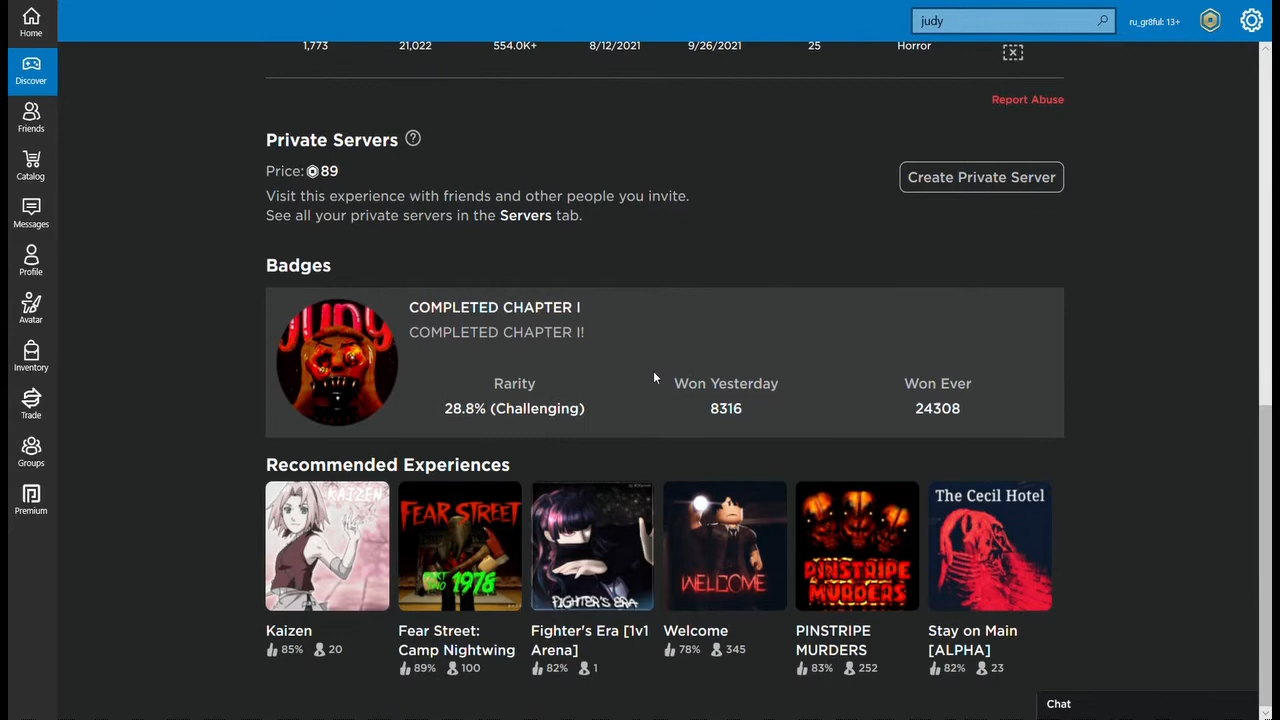 Home
judy
ru_gr8ful: 13+
Discover
Friends
Catalog
Messages
Profile
Avatar
Inventory
Trade
Groups
Premium
1,773 21,022 554.0K+ 8/12/2021 9/26/2021 25 Horror
Report Abuse
Private Servers ?
Price: 89
Create Private Server
Visit this experience with friends and other people you invite.
See all your private servers in the Servers tab.
Badges
JUDY
COMPLETED CHAPTER I
COMPLETED CHAPTER I!
Rarity Won Yesterday Won Ever
28.8% (Challenging) 8316 24308
Recommended Experiences
KAIZEN
FEAR STREET
1978
FIGHTER'S ERA
WELCOME
PINSTRIPE
MURDERS
The Cecil Hotel
Kaizen
85% 20
Fear Street:
Camp Nightwing
89% 100
Fighter's Era [1v1
Arena]
82% 1
Welcome
78% 345
PINSTRIPE
MURDERS
83% 252
Stay on Main
[ALPHA]
82% 23
Chat